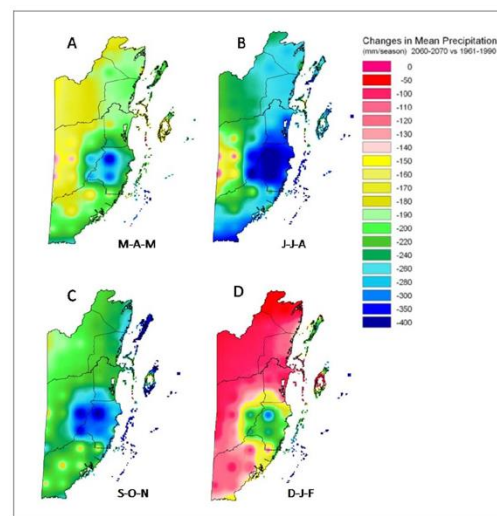 A
B
Changes in Mean Precipitation
(mm/season) 2060-2070 vs 1961-1990
0
-50
-100
-110
-120
-130
-140
-150
-160
-170
-180
-190
-200
-220
-240
-260
-280
-300
-350
-400
M-A-M
J-J-A
C
D
S-O-N
D-J-F